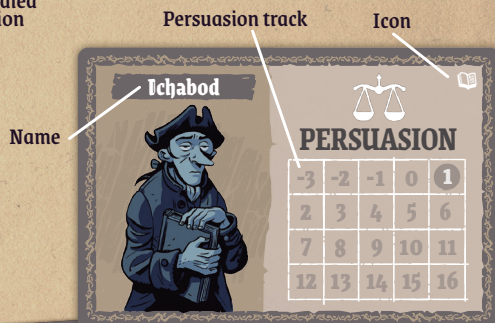 Persuasion track
Icon
Name
Ichabod
PERSUASION
-3 -2 -1 0 1
2 3 4 5 6
7 8 9 10 11
12 13 14 15 16